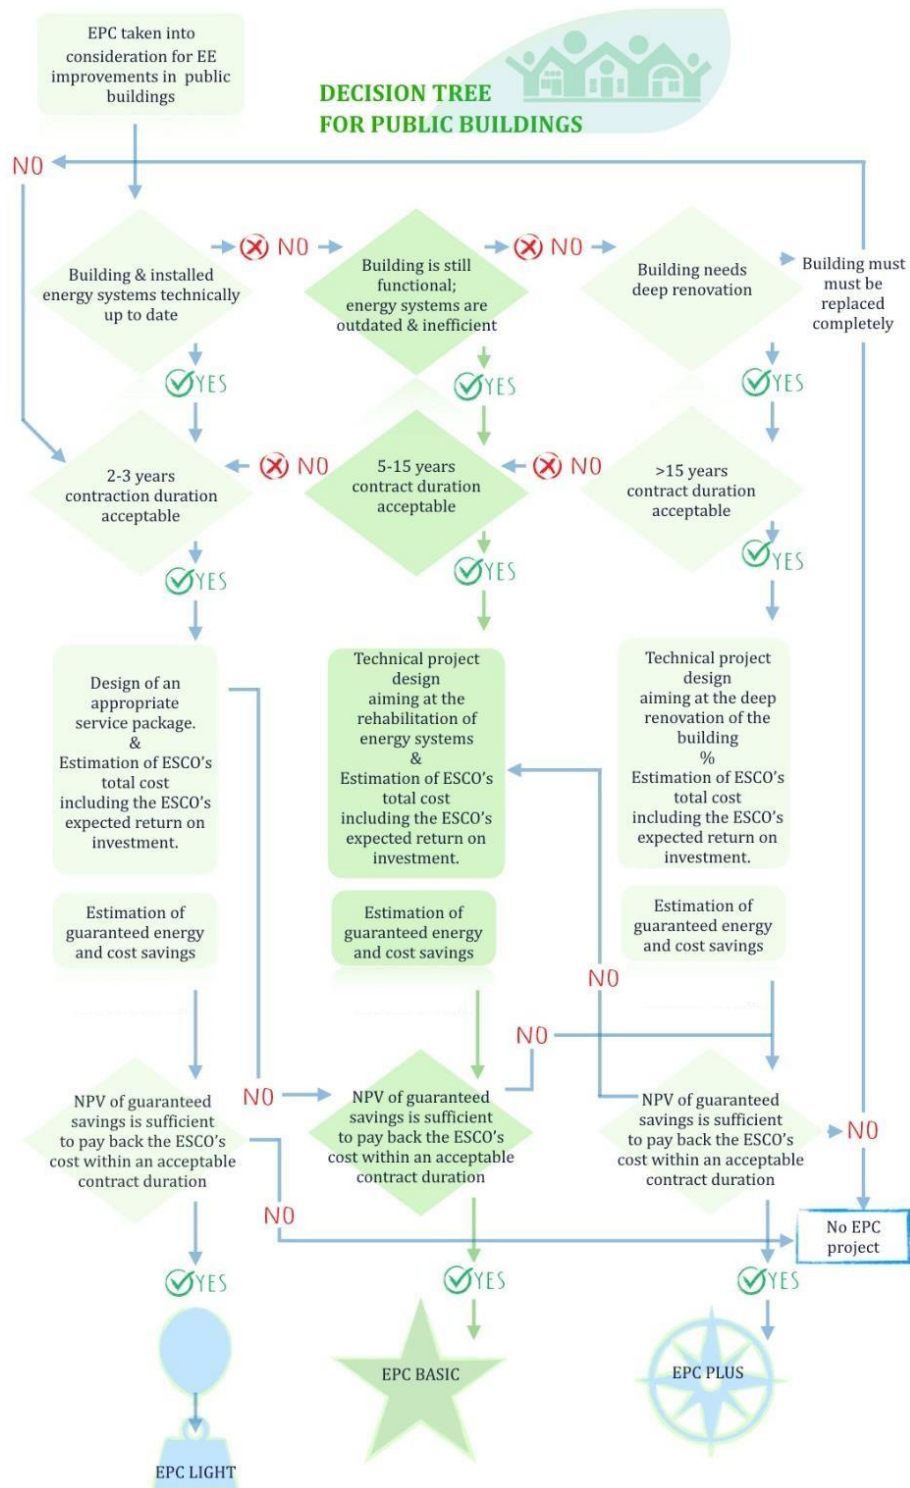 EPC taken into
consideration for EE
improvements in public
buildings
DECISION TREE
FOR PUBLIC BUILDINGS
NO
Building & installed
energy systems technically
up to date
NO
Building is still
functional;
energy systems are
outdated & inefficient
NO
Building needs
deep renovation
Building must
must be
replaced
completely
YES
YES
YES
2-3 years
contraction duration
acceptable
NO
5-15 years
contract duration
acceptable
NO
>15 years
contract duration
acceptable
YES
YES
YES
Design of an
appropriate
service package.
&
Estimation of ESCO's
total cost
including the ESCO's
expected return on
investment.
Technical project
design
aiming at the
rehabilitation of
energy systems
&
Estimation of ESCO's
total cost
including the ESCO's
expected return on
investment.
Technical project
design
aiming at the deep
renovation of the
building
%
Estimation of ESCO's
total cost
including the ESCO's
expected return on
investment.
Estimation of
guaranteed energy
and cost savings
Estimation of
guaranteed energy
and cost savings
Estimation of
guaranteed energy
and cost savings
NO
NO
NPV of guaranteed
savings is sufficient
to pay back the ESCO's
cost within an acceptable
contract duration
NO
NPV of guaranteed
savings is sufficient
to pay back the ESCO's
cost within an acceptable
contract duration
NPV of guaranteed
savings is sufficient
to pay back the ESCO's
cost within an acceptable
contract duration
NO
NO
No EPC
project
YES
YES
YES
EPC LIGHT
EPC BASIC
EPC PLUS